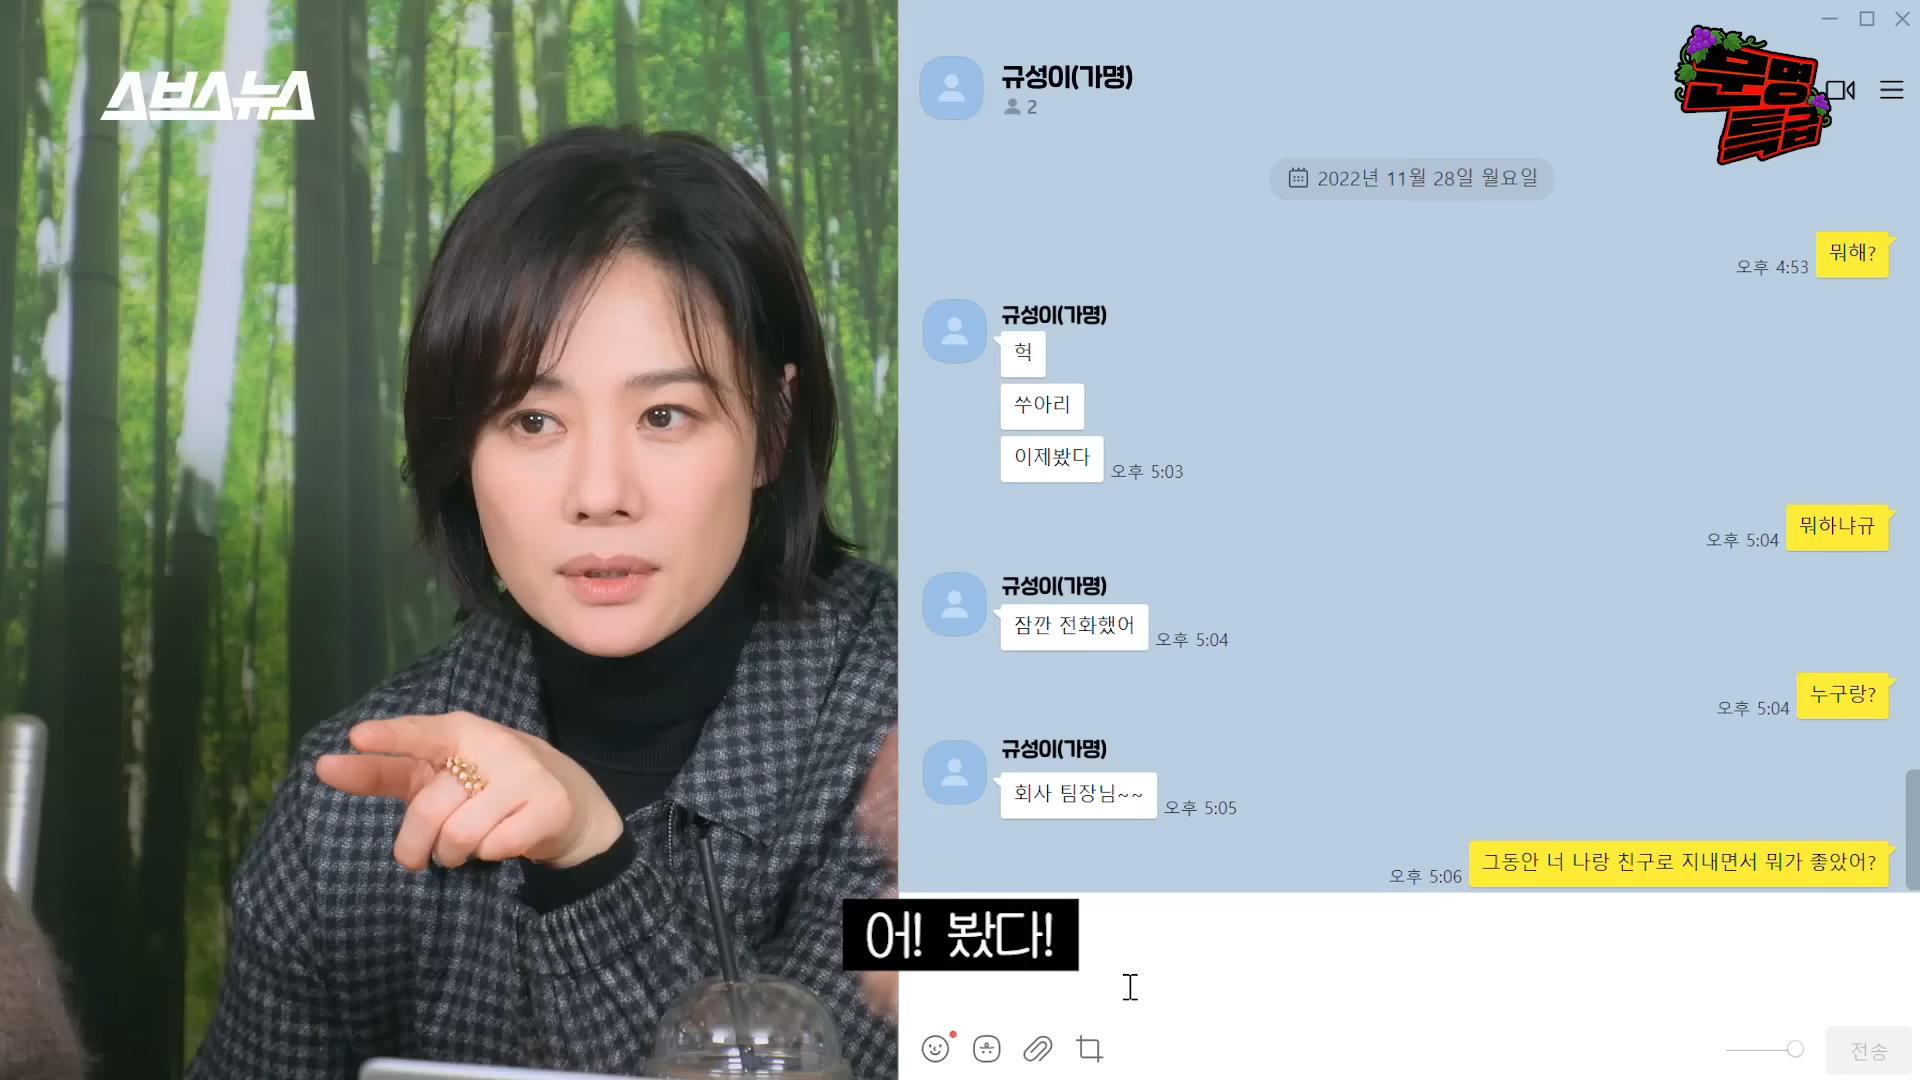 스브스뉴스
규성이(가명)
2
문명특급
2022년 11월 28일 월요일
뭐해?
오후 4:53
규성이(가명)
헉
쑤아리
이제봤다
오후 5:03
뭐하냐규
오후 5:04
규성이(가명)
잠깐 전화했어
오후 5:04
누구랑?
오후 5:04
규성이(가명)
회사 팀장님~~
오후 5:05
그동안 너 나랑 친구로 지내면서 뭐가 좋았어?
오후 5:06
어! 봤다!
전송